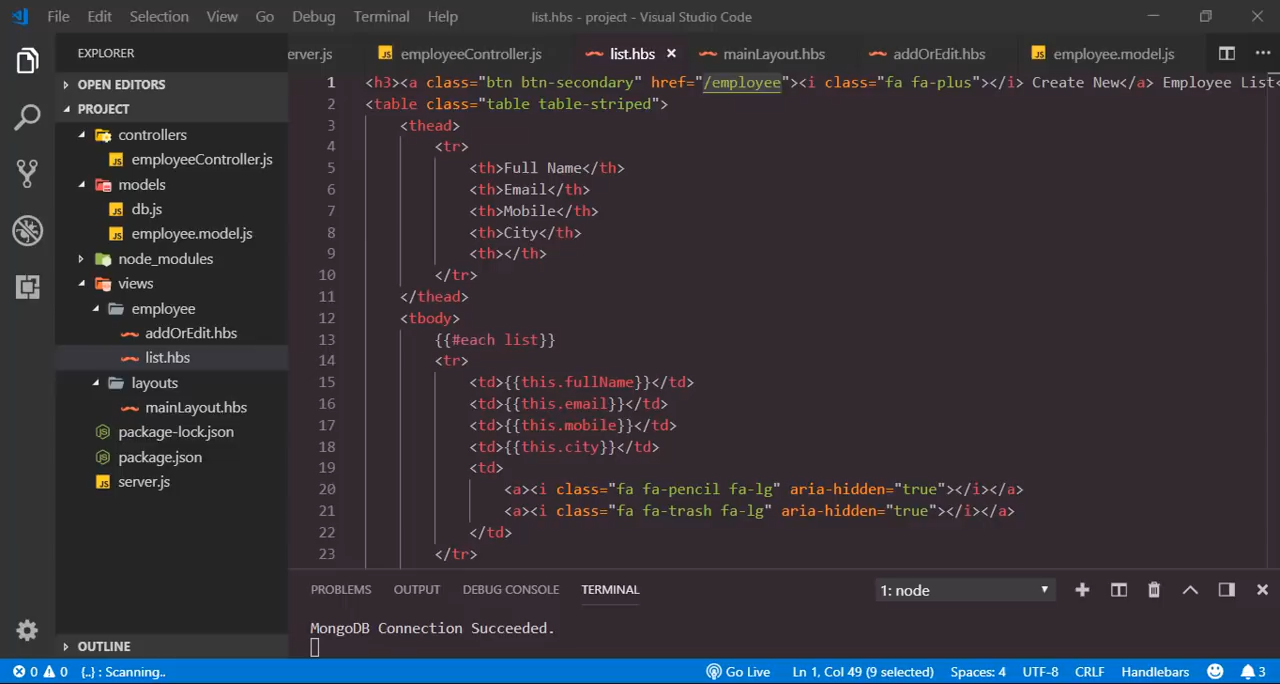 File Edit Selection View Go Debug Terminal Help list.hbs - project - Visual Studio Code
EXPLORER
OPEN EDITORS
PROJECT
controllers
JS employeeController.js
models
JS db.js
JS employee.model.js
node_modules
views
employee
addOrEdit.hbs
list.hbs
layouts
mainLayout.hbs
package-lock.json
package.json
JS server.js
OUTLINE
erver.js JS employeeController.js list.hbs × mainLayout.hbs addOrEdit.hbs JS employee.model.js
1 <h3><a class="btn btn-secondary" href="/employee"><i class="fa fa-plus"></i> Create New</a> Employee List<
2 <table class="table table-striped">
3 <thead>
4 <tr>
5 <th>Full Name</th>
6 <th>Email</th>
7 <th>Mobile</th>
8 <th>City</th>
9 <th></th>
10 </tr>
11 </thead>
12 <tbody>
13 {{#each list}}
14 <tr>
15 <td>{{this.fullName}}</td>
16 <td>{{this.email}}</td>
17 <td>{{this.mobile}}</td>
18 <td>{{this.city}}</td>
19 <td>
20 <a><i class="fa fa-pencil fa-lg" aria-hidden="true"></i></a>
21 <a><i class="fa fa-trash fa-lg" aria-hidden="true"></i></a>
22 </td>
23 </tr>
PROBLEMS OUTPUT DEBUG CONSOLE TERMINAL 1: node
MongoDB Connection Succeeded.
0 0 {..} : Scanning.. Go Live Ln 1, Col 49 (9 selected) Spaces: 4 UTF-8 CRLF Handlebars 3